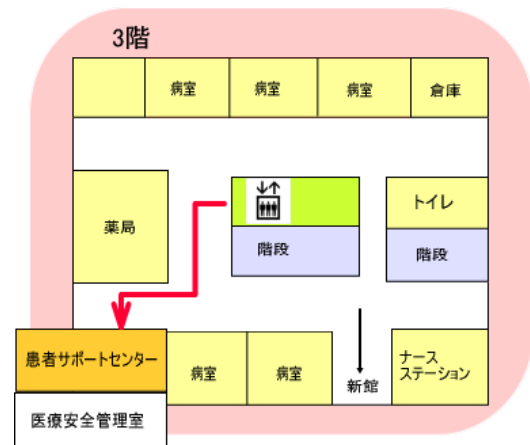 3階
病室
病室
病室
倉庫
薬局
トイレ
階段
階段
患者サポートセンター
病室
病室
新館
ナース
ステーション
医療安全管理室